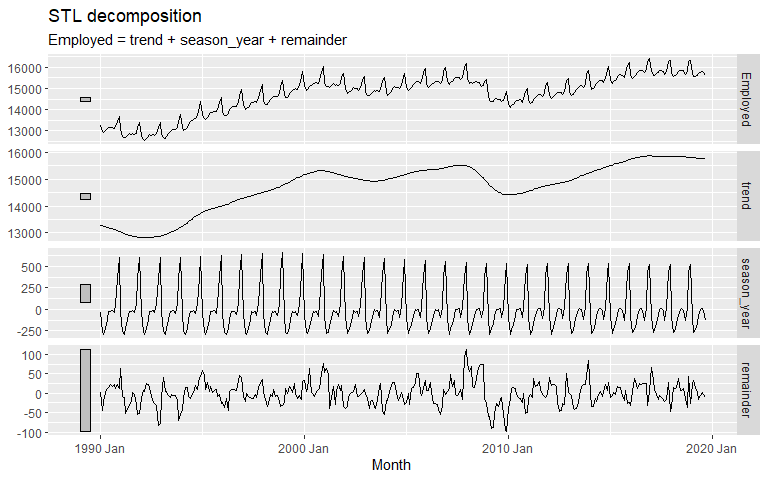 STL decomposition
Employed = trend + season_year + remainder
16000
15000
14000
13000
Employed
16000
15000
14000
13000
trend
500
250
0
-250
season_year
100
50
0
-50
-100
remainder
1990 Jan 2000 Jan 2010 Jan 2020 Jan
Month